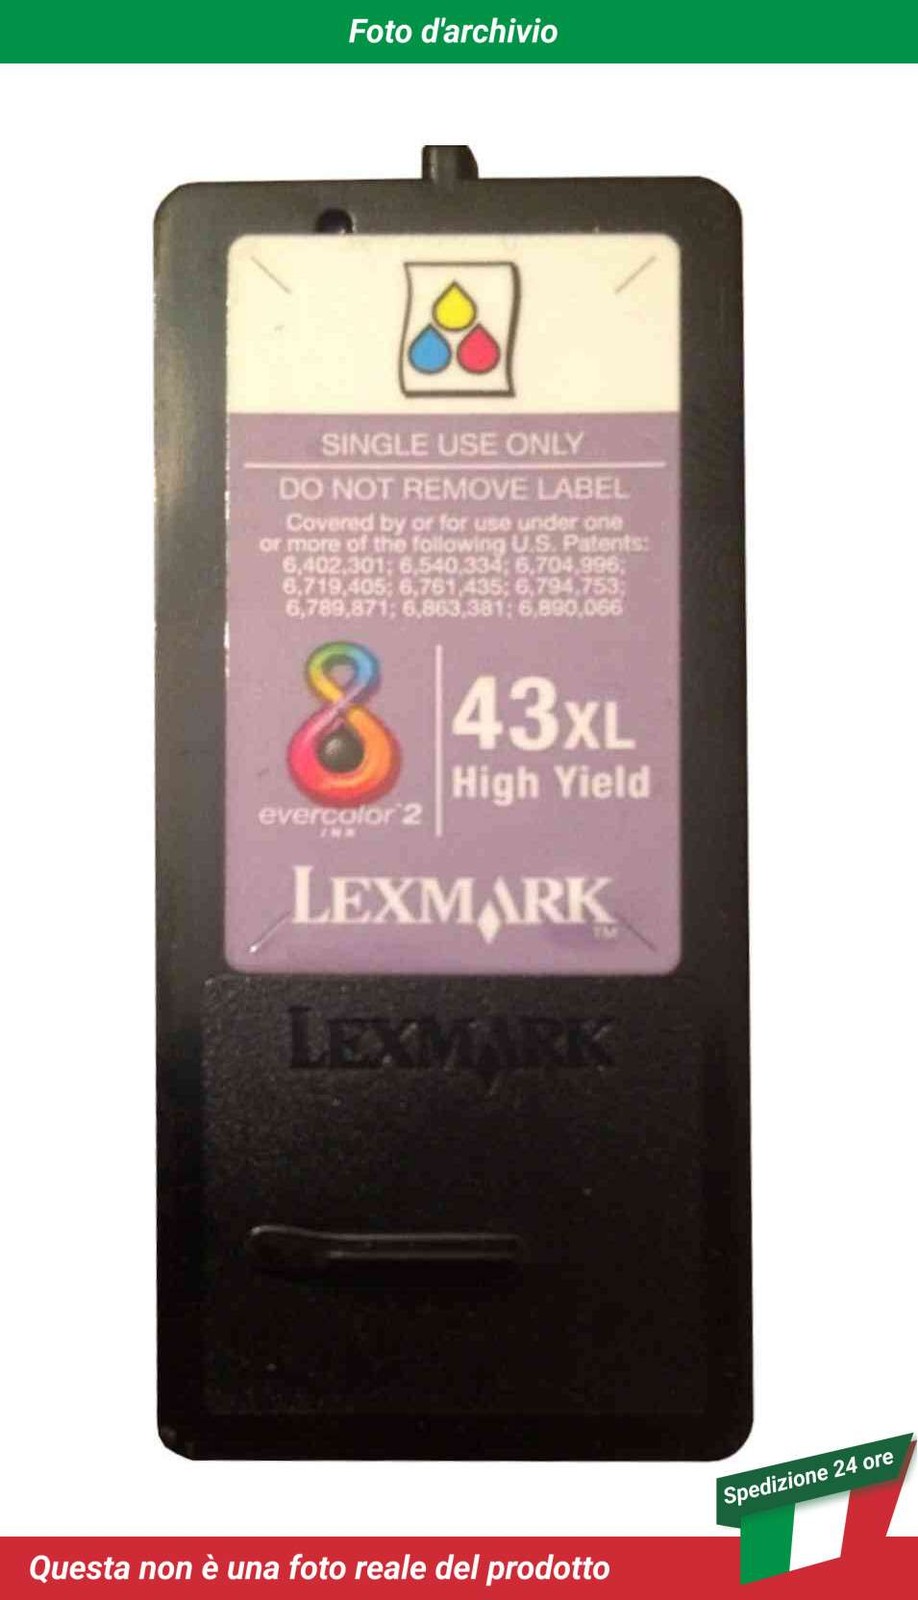 Foto d'archivio
SINGLE USE ONLY
DO NOT REMOVE LABEL
Covered by or for use under one
or more of the following U.S. Patents:
6,402,301; 6,540,334; 6,704,996;
6,719,405; 6,761,435; 6,794,753;
6,789,871; 6,863,381; 6,890,066
43XL
High Yield
evercolor 2
INK
LEXMARK™
LEXMARK
Spedizione 24 ore
Questa non è una foto reale del prodotto